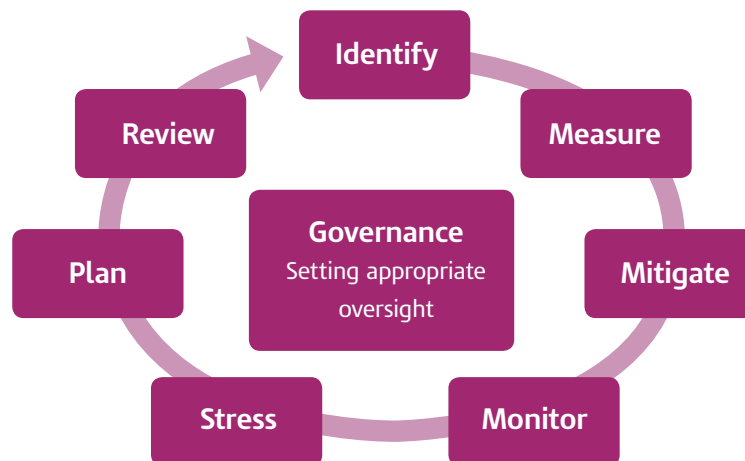 Identify
Measure
Mitigate
Monitor
Stress
Plan
Review
Governance
Setting appropriate
oversight